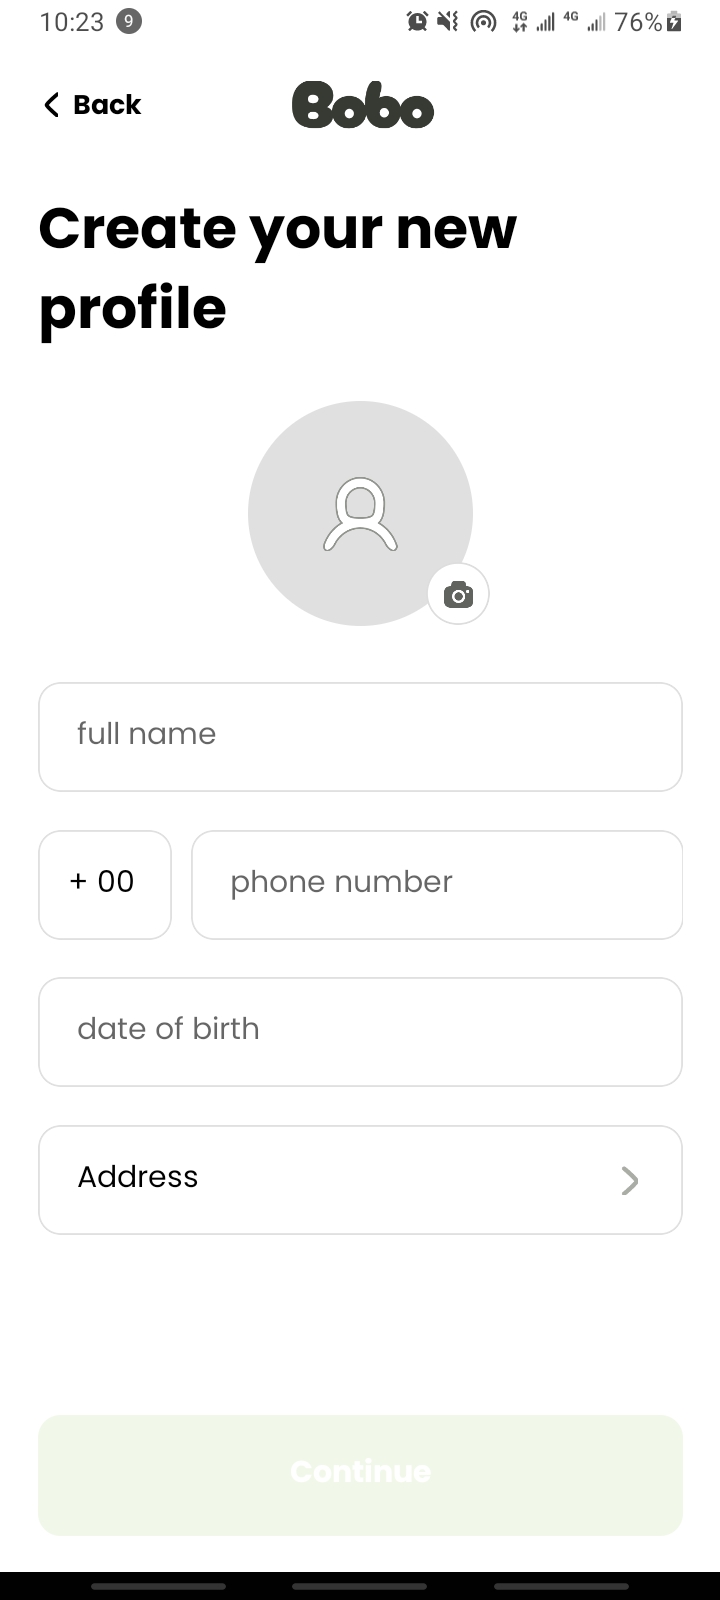 10:23 9 4G 4G 76%
Back Bobo
Create your new
profile
full name
+ 00 phone number
date of birth
Address
Continue